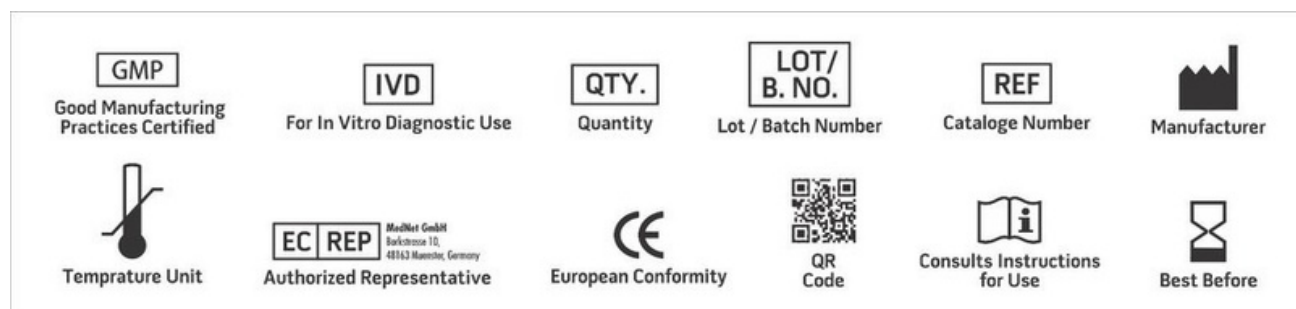 GMP
Good Manufacturing
Practices Certified
IVD
For In Vitro Diagnostic Use
QTY.
Quantity
LOT/
B. NO.
Lot / Batch Number
REF
Cataloge Number
Manufacturer
Temprature Unit
EC REP
MedNet GmbH
Borkstrasse 10,
48163 Muenster, Germany
Authorized Representative
CE
European Conformity
QR
Code
i
Consults Instructions
for Use
Best Before